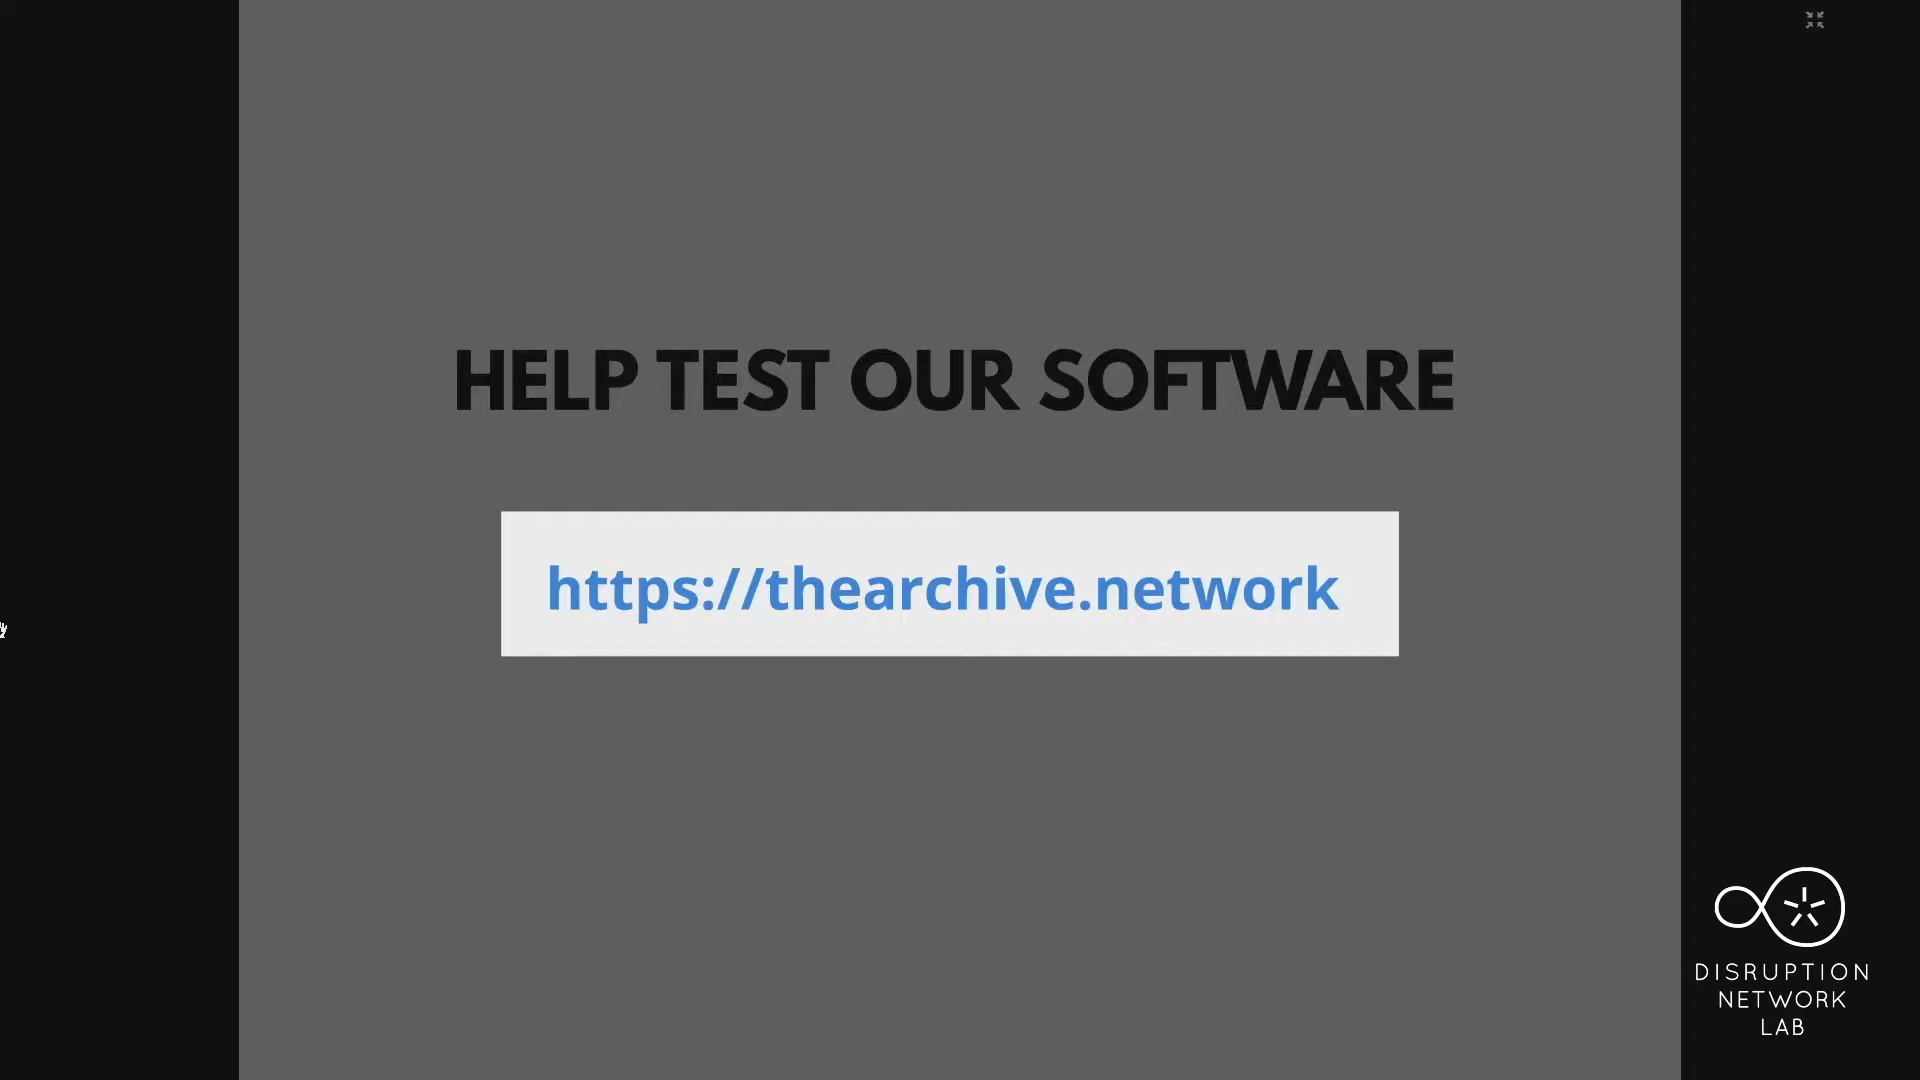 HELP TEST OUR SOFTWARE
https://thearchive.network
DISRUPTION
NETWORK
LAB